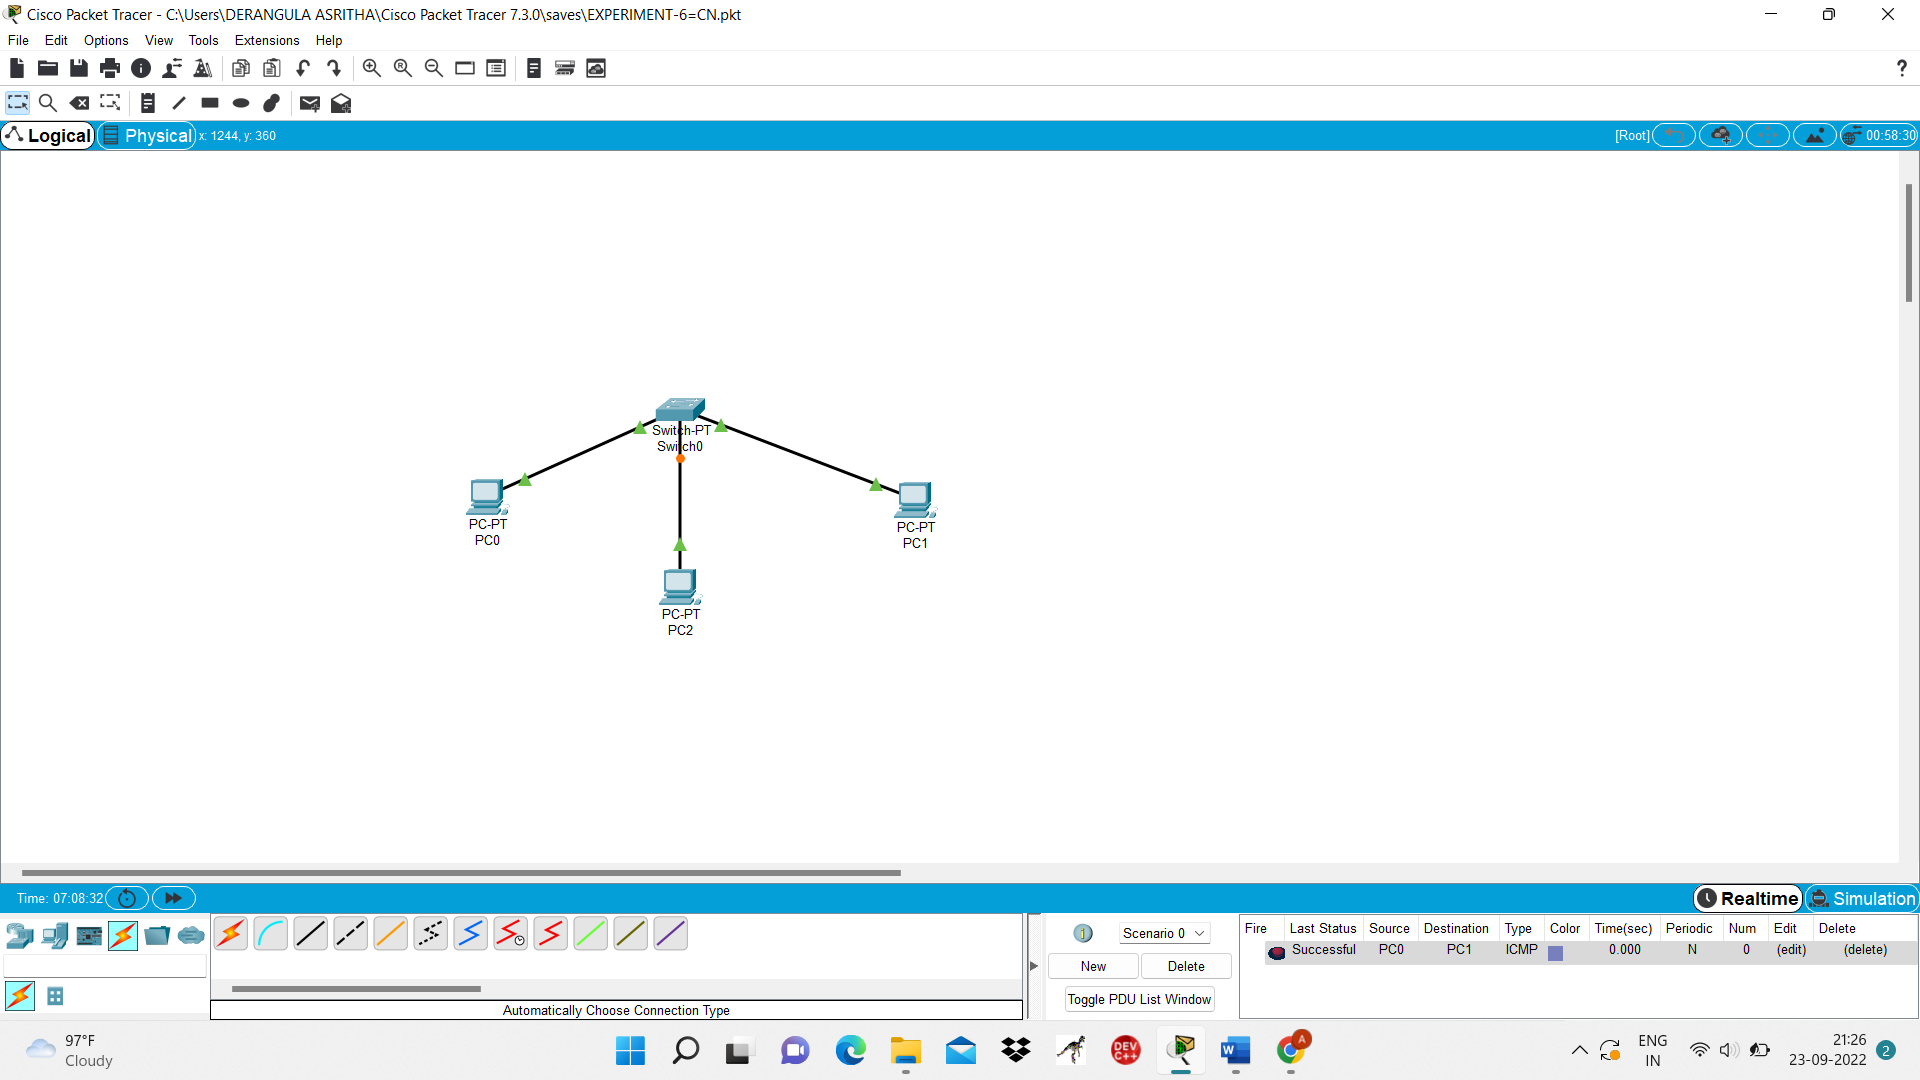 Cisco Packet Tracer - C:\Users\DERANGULA ASRITHA\Cisco Packet Tracer 7.3.0\saves\EXPERIMENT-6=CN.pkt
File Edit Options View Tools Extensions Help
?
Logical Physical x: 1244, y: 360 [Root] 00:58:30
Switch-PT
Switch0
PC-PT
PC0
PC-PT
PC1
PC-PT
PC2
Time: 07:08:32 Realtime Simulation
Scenario 0
New Delete
Toggle PDU List Window
Fire Last Status Source Destination Type Color Time(sec) Periodic Num Edit Delete
Successful PC0 PC1 ICMP 0.000 N 0 (edit) (delete)
Automatically Choose Connection Type
97°F
Cloudy
DEV C++
W
A
ENG
IN
21:26
23-09-2022
2